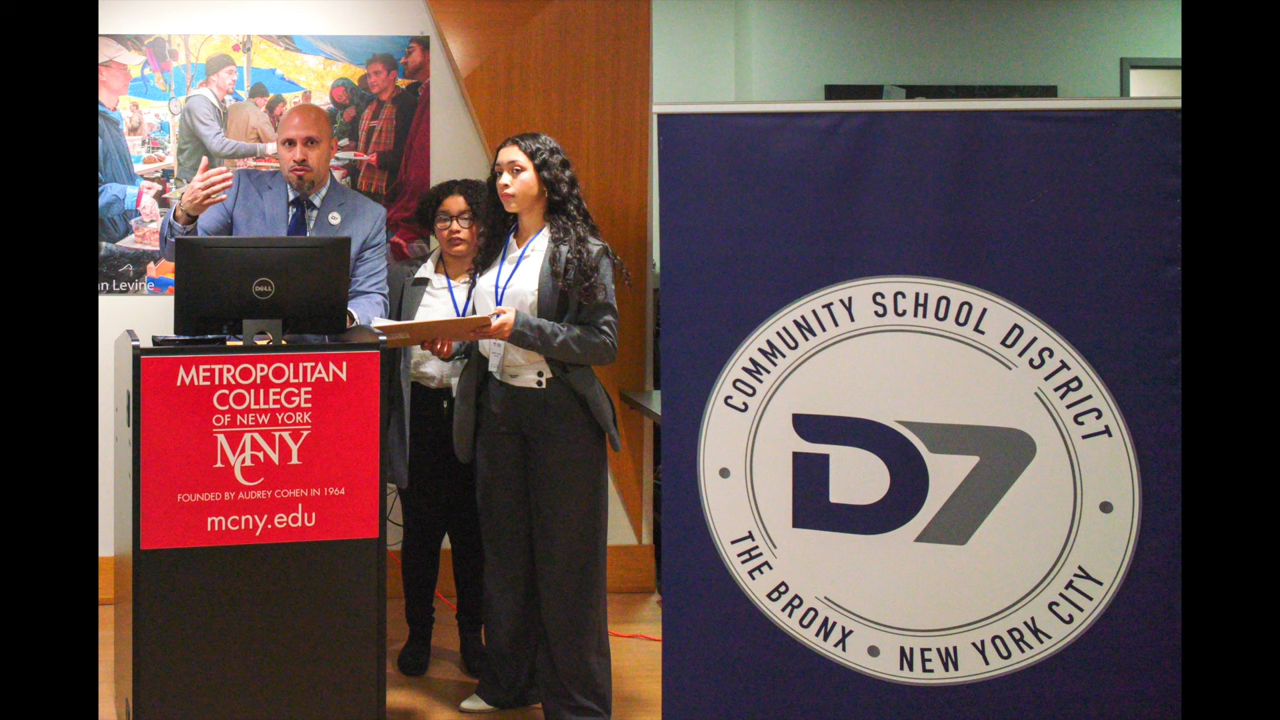 n Levine
DELL
D7
METROPOLITAN
COLLEGE
OF NEW YORK
MCNY
FOUNDED BY AUDREY COHEN IN 1964
mcny.edu
COMMUNITY SCHOOL DISTRICT
D7
THE BRONX • NEW YORK CITY